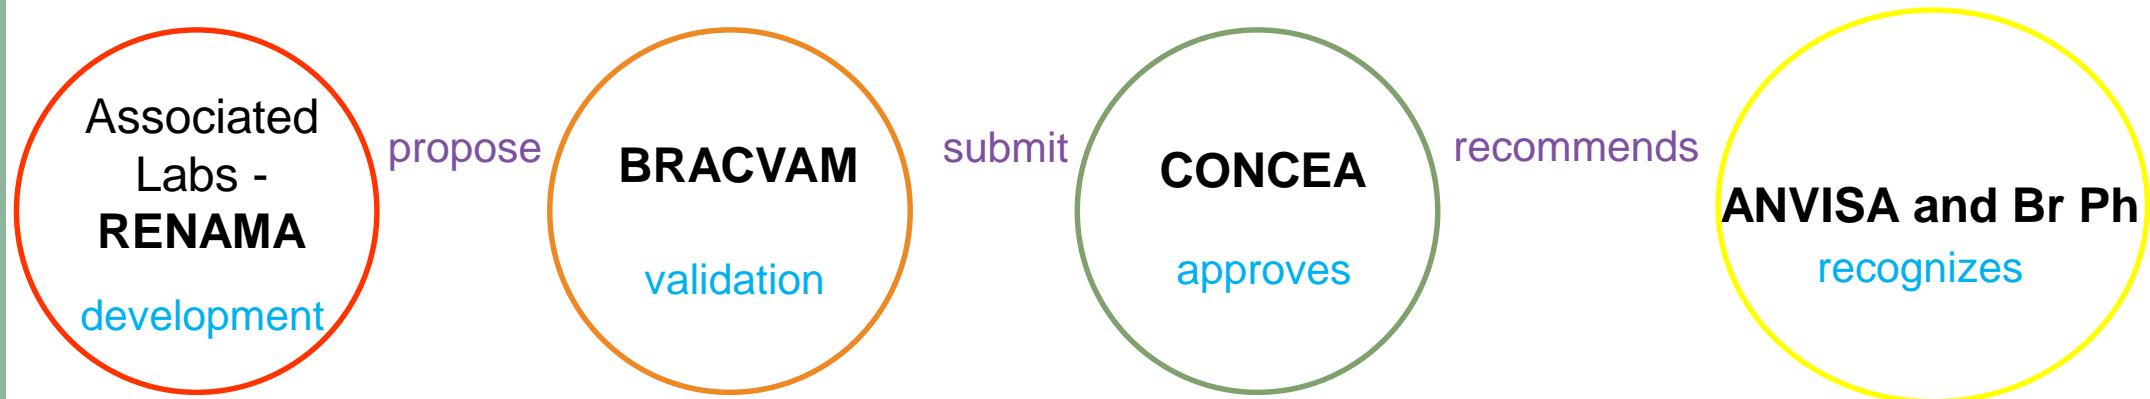 Associated
Labs -
RENAMA
development
propose
BRACVAM
validation
submit
CONCEA
approves
recommends
ANVISA and Br Ph
recognizes